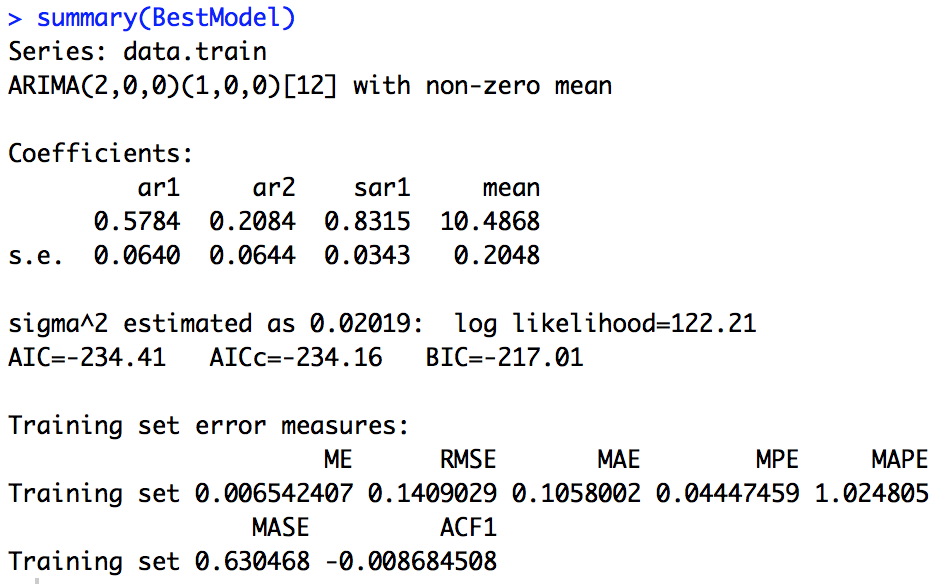 > summary(BestModel)
Series: data.train
ARIMA(2,0,0)(1,0,0)[12] with non-zero mean
Coefficients:
ar1 ar2 sar1 mean
0.5784 0.2084 0.8315 10.4868
s.e. 0.0640 0.0644 0.0343 0.2048
sigma^2 estimated as 0.02019: log likelihood=122.21
AIC=-234.41 AICc=-234.16 BIC=-217.01
Training set error measures:
ME RMSE MAE MPE MAPE
Training set 0.006542407 0.1409029 0.1058002 0.04447459 1.024805
MASE ACF1
Training set 0.630468 -0.008684508